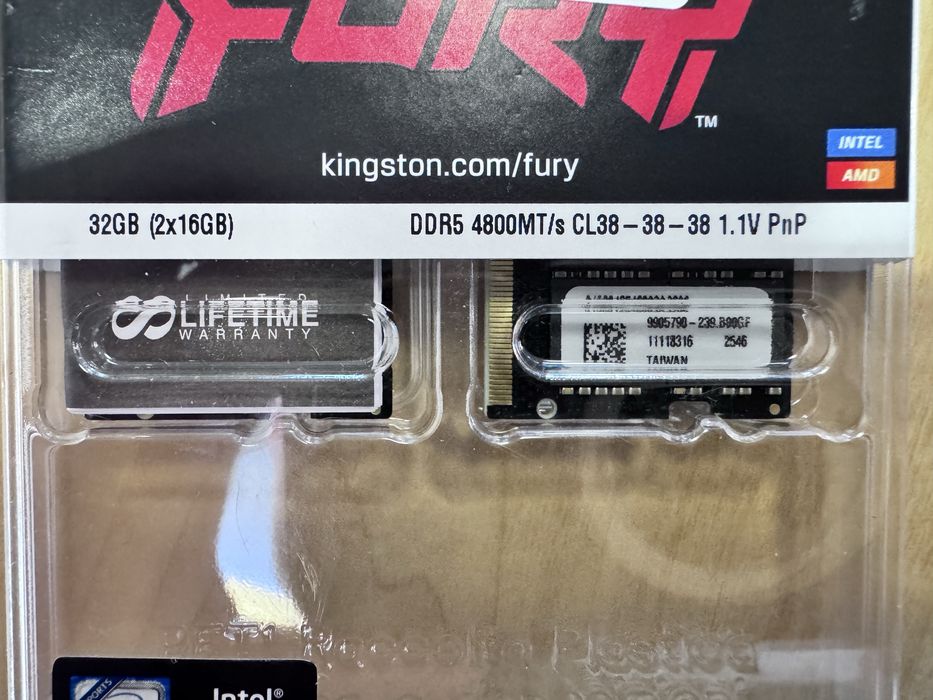 FURY
TM
kingston.com/fury
INTEL
AMD
32GB (2x16GB)
DDR5 4800MT/s CL38-38-38 1.1V PnP
LIMITED
LIFETIME
WARRANTY
9905790-239.B00G.F
11118316 2546
TAIWAN
Intel®